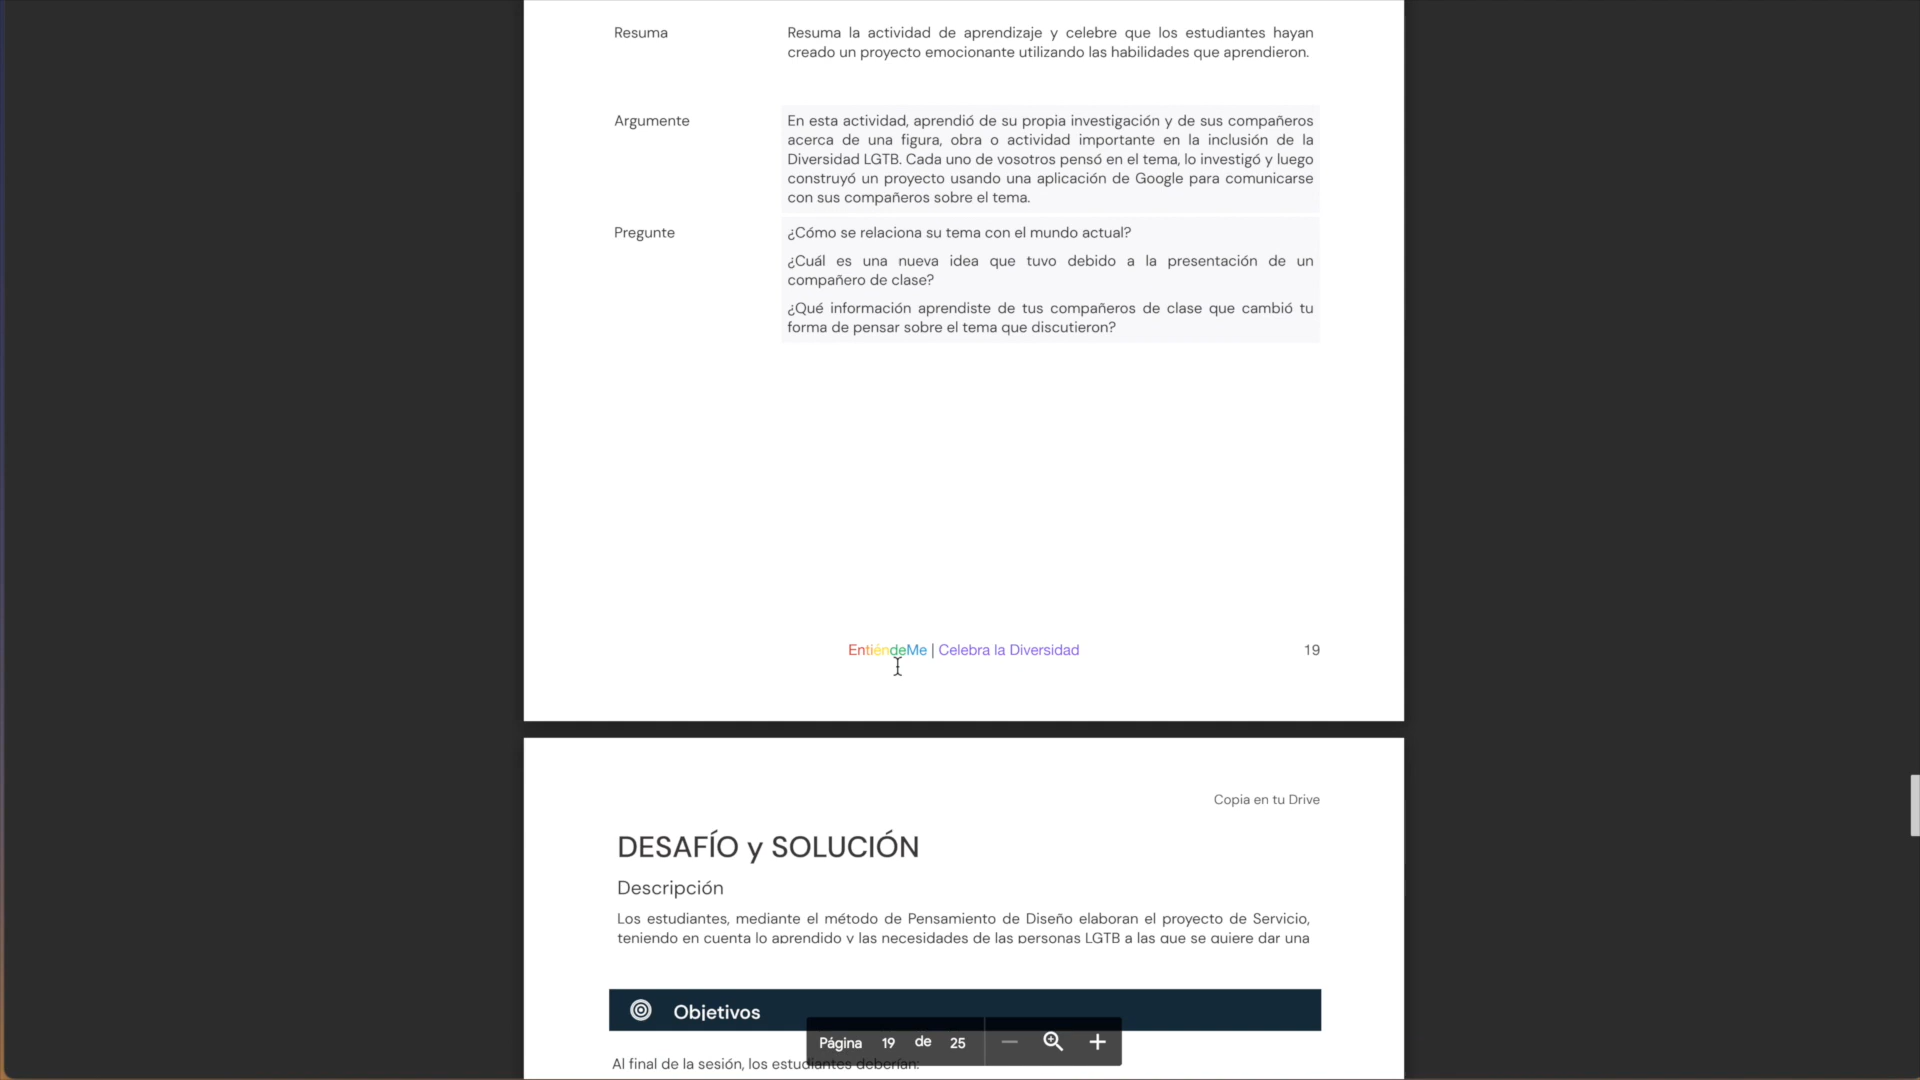 Resuma
Resuma la actividad de aprendizaje y celebre que los estudiantes hayan
creado un proyecto emocionante utilizando las habilidades que aprendieron.
Argumente
En esta actividad, aprendió de su propia investigación y de sus compañeros
acerca de una figura, obra o actividad importante en la inclusión de la
Diversidad LGTB. Cada uno de vosotros pensó en el tema, lo investigó y luego
construyó un proyecto usando una aplicación de Google para comunicarse
con sus compañeros sobre el tema.
Pregunte
¿Cómo se relaciona su tema con el mundo actual?
¿Cuál es una nueva idea que tuvo debido a la presentación de un
compañero de clase?
¿Qué información aprendiste de tus compañeros de clase que cambió tu
forma de pensar sobre el tema que discutieron?
EntiéndeMe | Celebra la Diversidad
19
Copia en tu Drive
DESAFÍO y SOLUCIÓN
Descripción
Los estudiantes, mediante el método de Pensamiento de Diseño elaboran el proyecto de Servicio,
teniendo en cuenta lo aprendido y las necesidades de las personas LGTB a las que se quiere dar una
Objetivos
Página 19 de 25
Al final de la sesión, los estudiantes deberían: